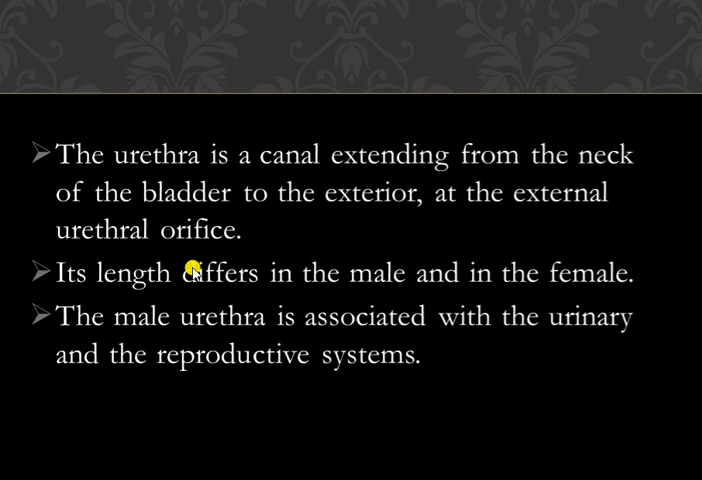 The urethra is a canal extending from the neck
of the bladder to the exterior, at the external
urethral orifice.
Its length differs in the male and in the female.
The male urethra is associated with the urinary
and the reproductive systems.